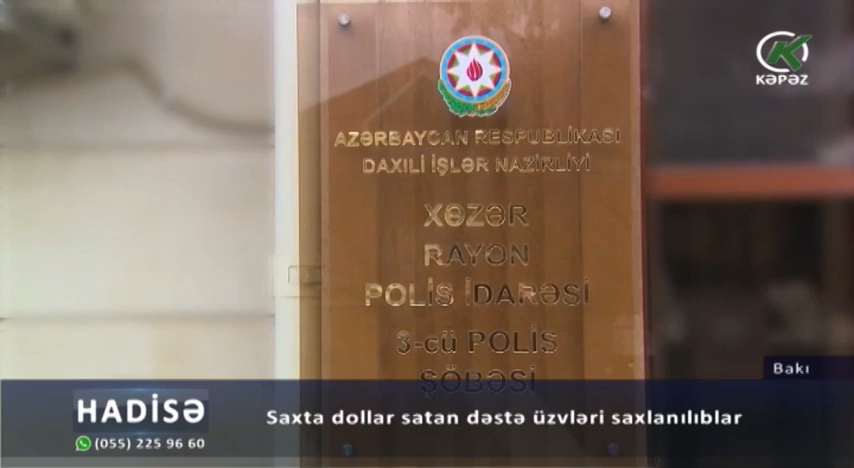 KƏPƏZ
AZƏRBAYCAN RESPUBLİKASI
DAXİLİ İŞLƏR NAZİRLİYİ
XƏZƏR
RAYON
POLİS İDARƏSİ
3-cü POLİS
ŞÖBƏSİ
Bakı
HADİSƏ
Saxta dollar satan dəstə üzvləri saxlanılıblar
(055) 225 96 60